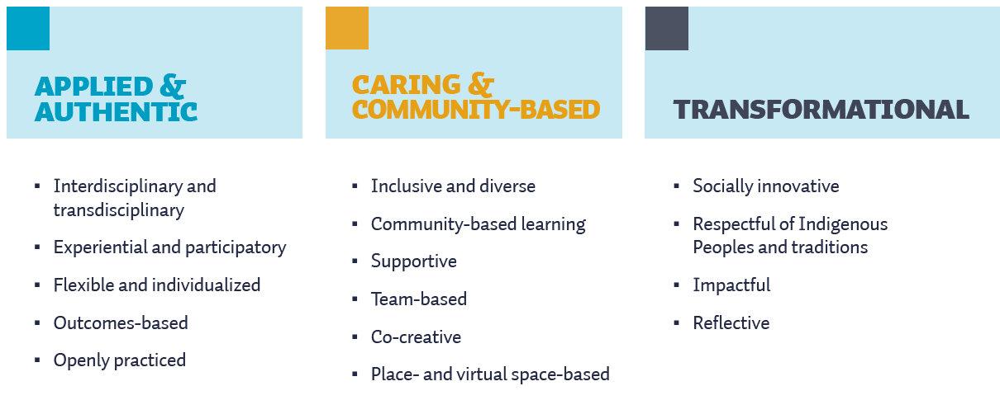 APPLIED &
AUTHENTIC
▪ Interdisciplinary and
transdisciplinary
▪ Experiential and participatory
▪ Flexible and individualized
▪ Outcomes-based
▪ Openly practiced
CARING &
COMMUNITY-BASED
▪ Inclusive and diverse
▪ Community-based learning
▪ Supportive
▪ Team-based
▪ Co-creative
▪ Place- and virtual space-based
TRANSFORMATIONAL
▪ Socially innovative
▪ Respectful of Indigenous
Peoples and traditions
▪ Impactful
▪ Reflective